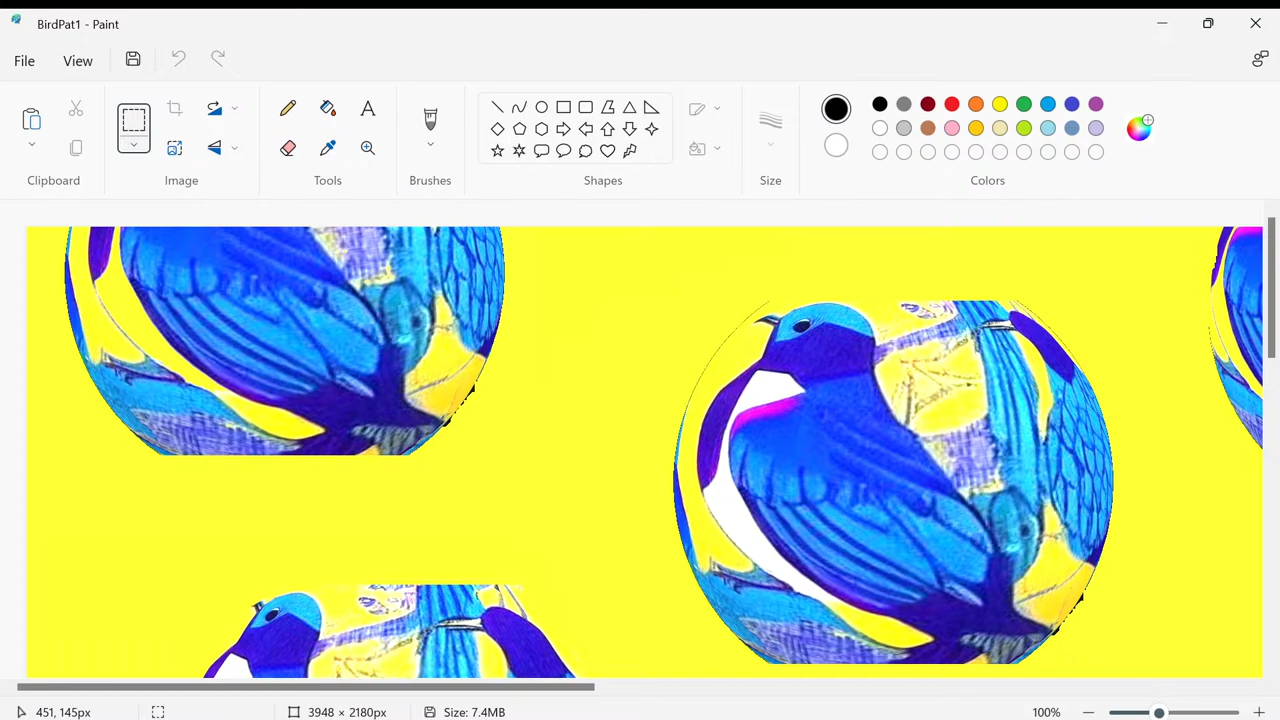 BirdPat1 - Paint
File View
A
Clipboard Image Tools Brushes Shapes Size Colors
451, 145px 3948 × 2180px Size: 7.4MB 100%